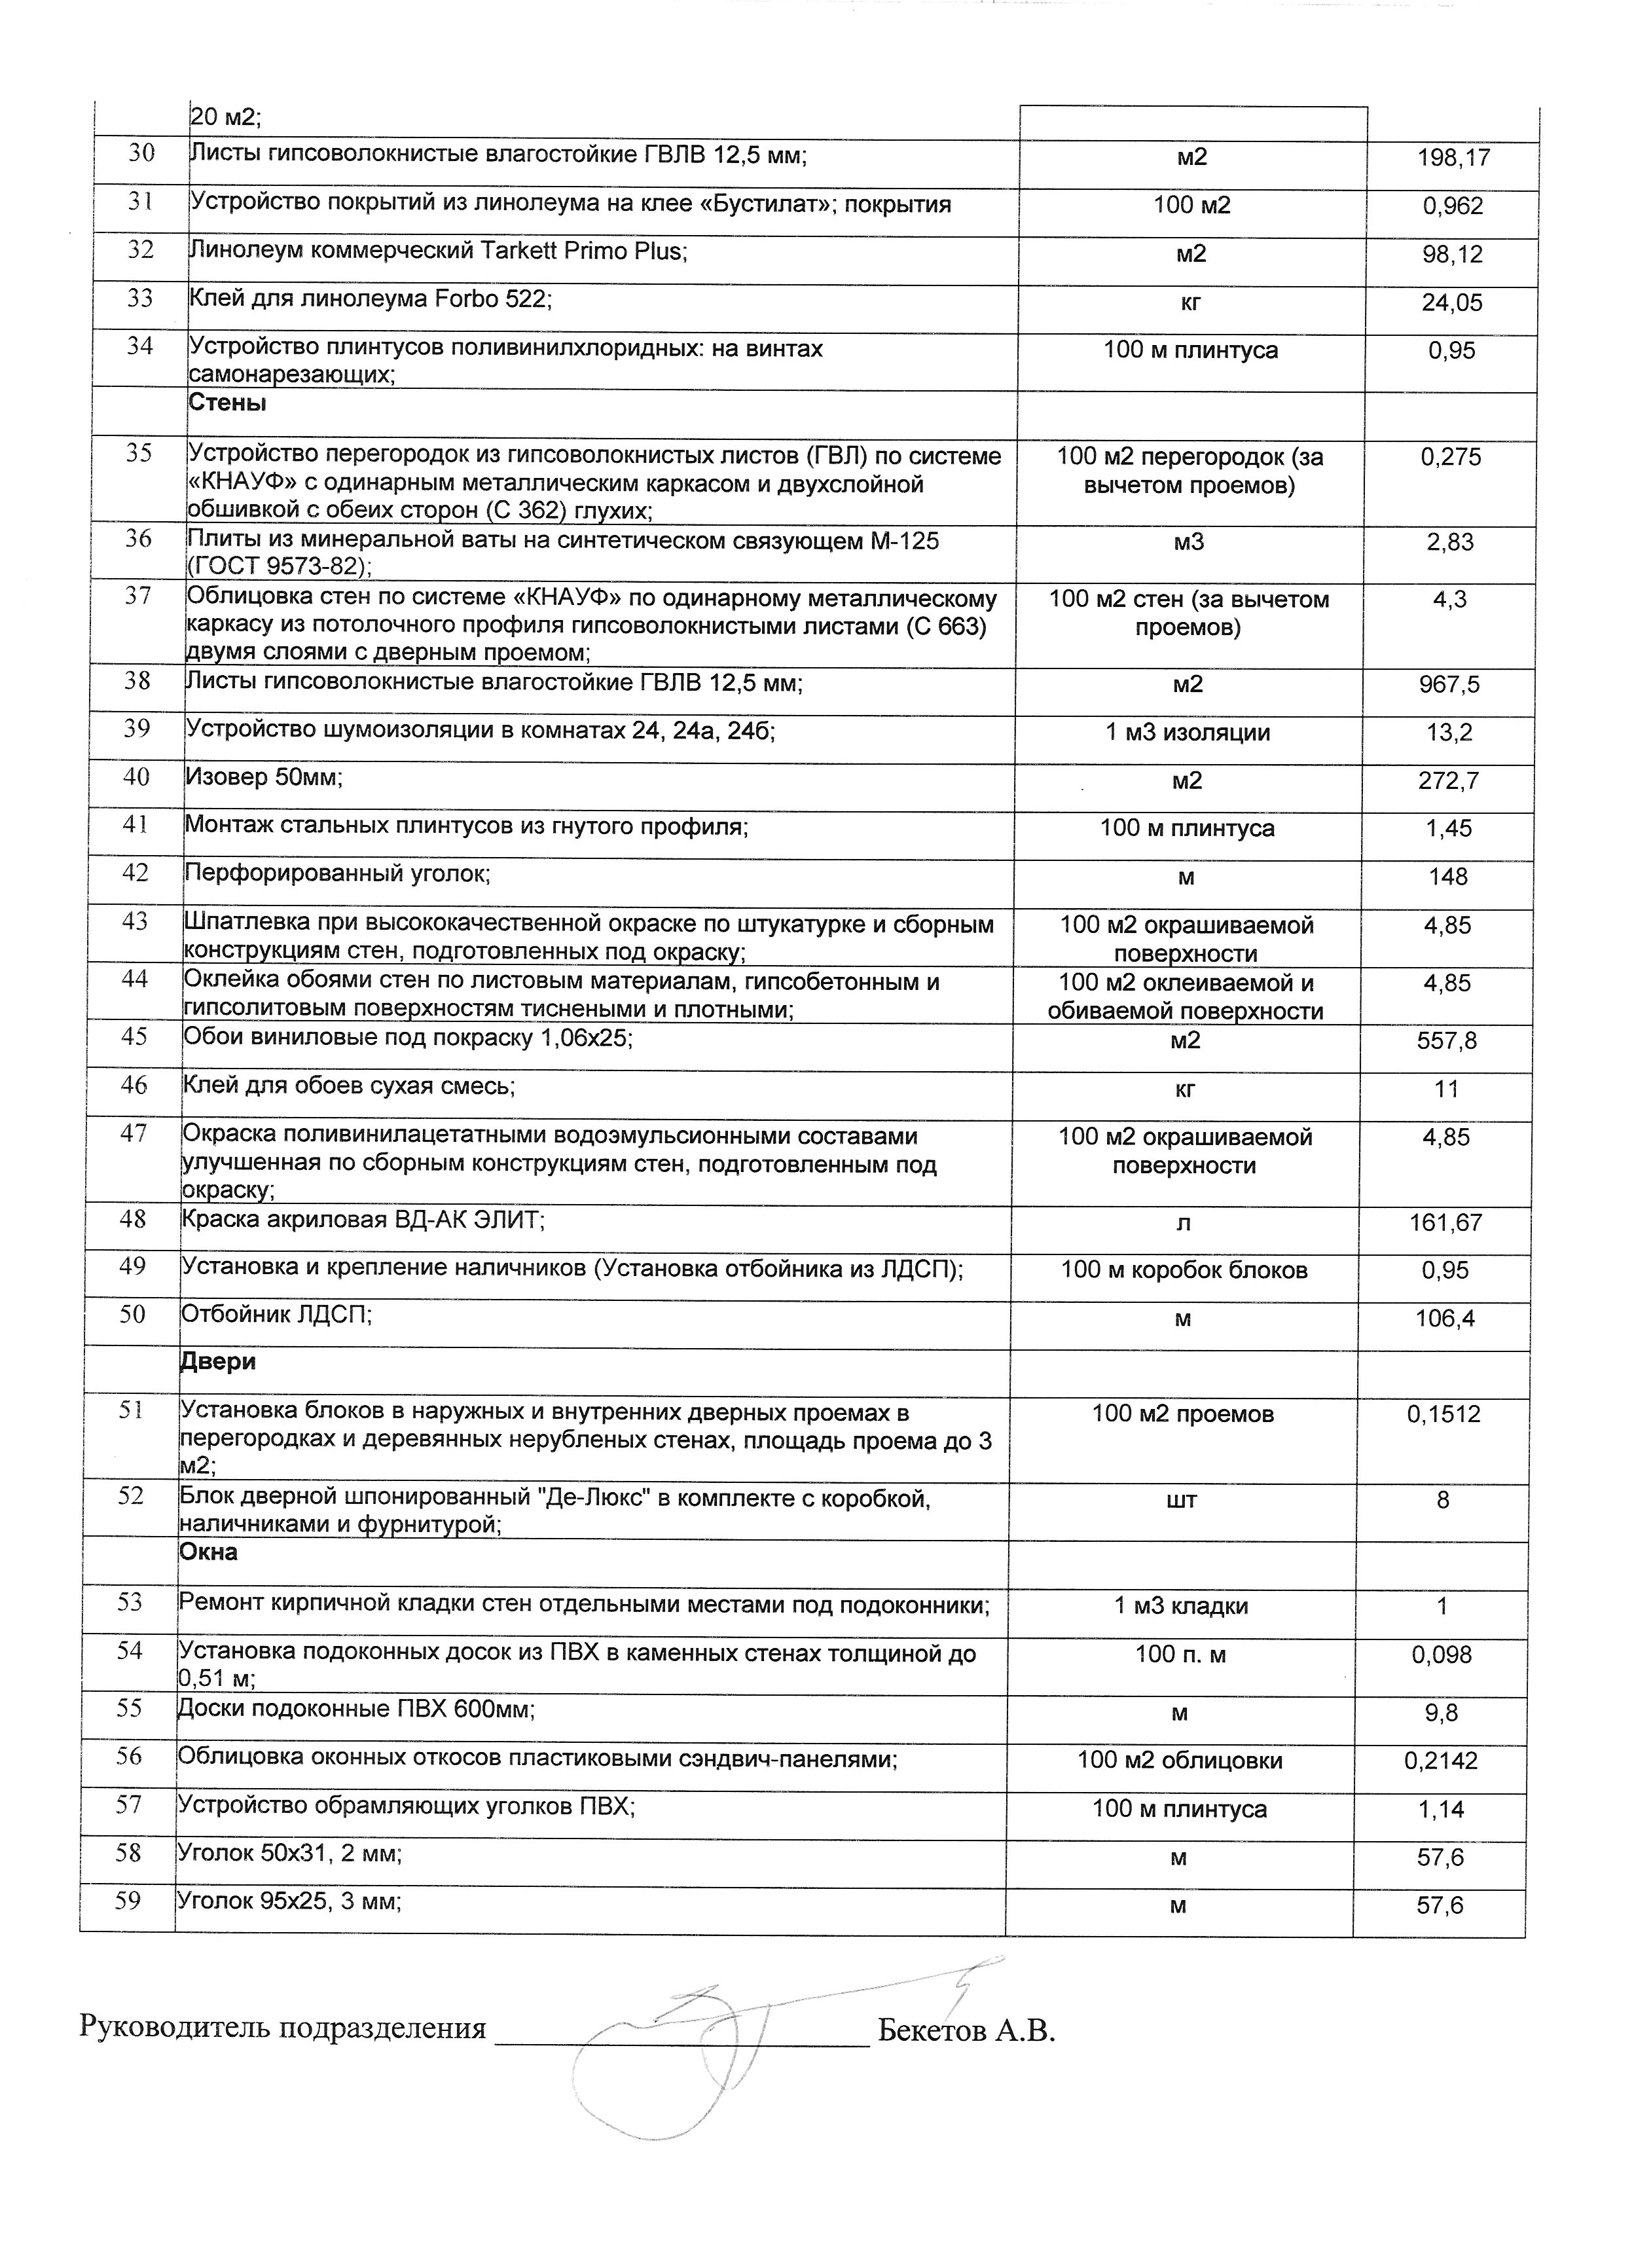 20 м2;
30 Листы гипсоволокнистые влагостойкие ГВЛВ 12,5 мм; м2 198,17
31 Устройство покрытий из линолеума на клее «Бустилат»; покрытия 100 м2 0,962
32 Линолеум коммерческий Tarkett Primo Plus; м2 98,12
33 Клей для линолеума Forbo 522; кг 24,05
34 Устройство плинтусов поливинилхлоридных: на винтах 100 м плинтуса 0,95
самонарезающих;
Стены
35 Устройство перегородок из гипсоволокнистых листов (ГВЛ) по системе 100 м2 перегородок (за 0,275
«КНАУФ» с одинарным металлическим каркасом и двухслойной вычетом проемов)
обшивкой с обеих сторон (С 362) глухих;
36 Плиты из минеральной ваты на синтетическом связующем М-125 м3 2,83
(ГОСТ 9573-82);
37 Облицовка стен по системе «КНАУФ» по одинарному металлическому 100 м2 стен (за вычетом 4,3
каркасу из потолочного профиля гипсоволокнистыми листами (С 663) проемов)
двумя слоями с дверным проемом;
38 Листы гипсоволокнистые влагостойкие ГВЛВ 12,5 мм; м2 967,5
39 Устройство шумоизоляции в комнатах 24, 24а, 24б; 1 м3 изоляции 13,2
40 Изовер 50мм; м2 272,7
41 Монтаж стальных плинтусов из гнутого профиля; 100 м плинтуса 1,45
42 Перфорированный уголок; м 148
43 Шпатлевка при высококачественной окраске по штукатурке и сборным 100 м2 окрашиваемой 4,85
конструкциям стен, подготовленных под окраску; поверхности
44 Оклейка обоями стен по листовым материалам, гипсобетонным и 100 м2 оклеиваемой и 4,85
гипсолитовым поверхностям тиснеными и плотными; обиваемой поверхности
45 Обои виниловые под покраску 1,06х25; м2 557,8
46 Клей для обоев сухая смесь; кг 11
47 Окраска поливинилацетатными водоэмульсионными составами 100 м2 окрашиваемой 4,85
улучшенная по сборным конструкциям стен, подготовленным под поверхности
окраску;
48 Краска акриловая ВД-АК ЭЛИТ; л 161,67
49 Установка и крепление наличников (Установка отбойника из ЛДСП); 100 м коробок блоков 0,95
50 Отбойник ЛДСП; м 106,4
Двери
51 Установка блоков в наружных и внутренних дверных проемах в 100 м2 проемов 0,1512
перегородках и деревянных нерубленых стенах, площадь проема до 3
м2;
52 Блок дверной шпонированный "Де-Люкс" в комплекте с коробкой, шт 8
наличниками и фурнитурой;
Окна
53 Ремонт кирпичной кладки стен отдельными местами под подоконники; 1 м3 кладки 1
54 Установка подоконных досок из ПВХ в каменных стенах толщиной до 100 п. м 0,098
0,51 м;
55 Доски подоконные ПВХ 600мм; м 9,8
56 Облицовка оконных откосов пластиковыми сэндвич-панелями; 100 м2 облицовки 0,2142
57 Устройство обрамляющих уголков ПВХ; 100 м плинтуса 1,14
58 Уголок 50х31, 2 мм; м 57,6
59 Уголок 95х25, 3 мм; м 57,6
Руководитель подразделения Бекетов А.В.